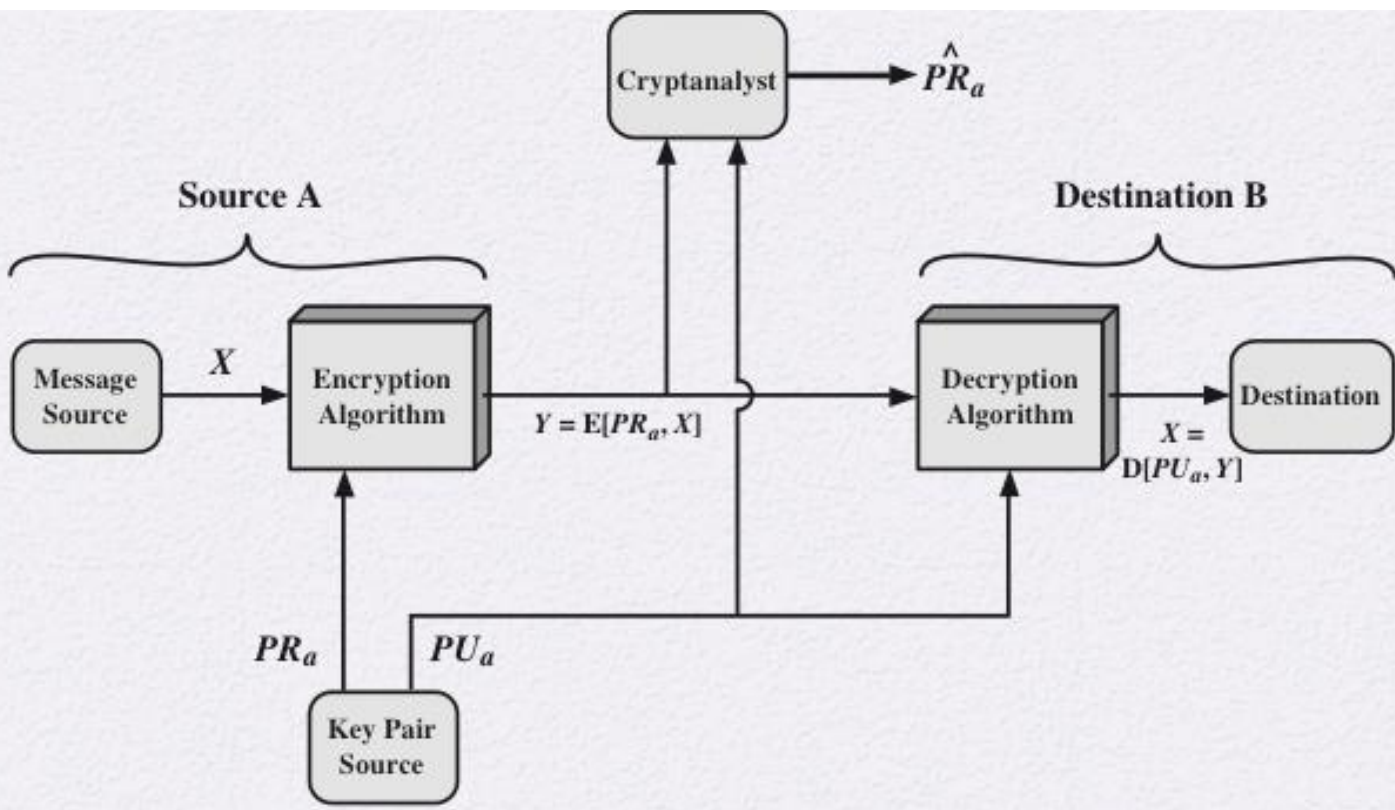 Cryptanalyst
P̂R_a
Source A
Destination B
Message
Source
X
Encryption
Algorithm
Y = E[PR_a, X]
Decryption
Algorithm
X =
D[PU_a, Y]
Destination
PR_a
PU_a
Key Pair
Source